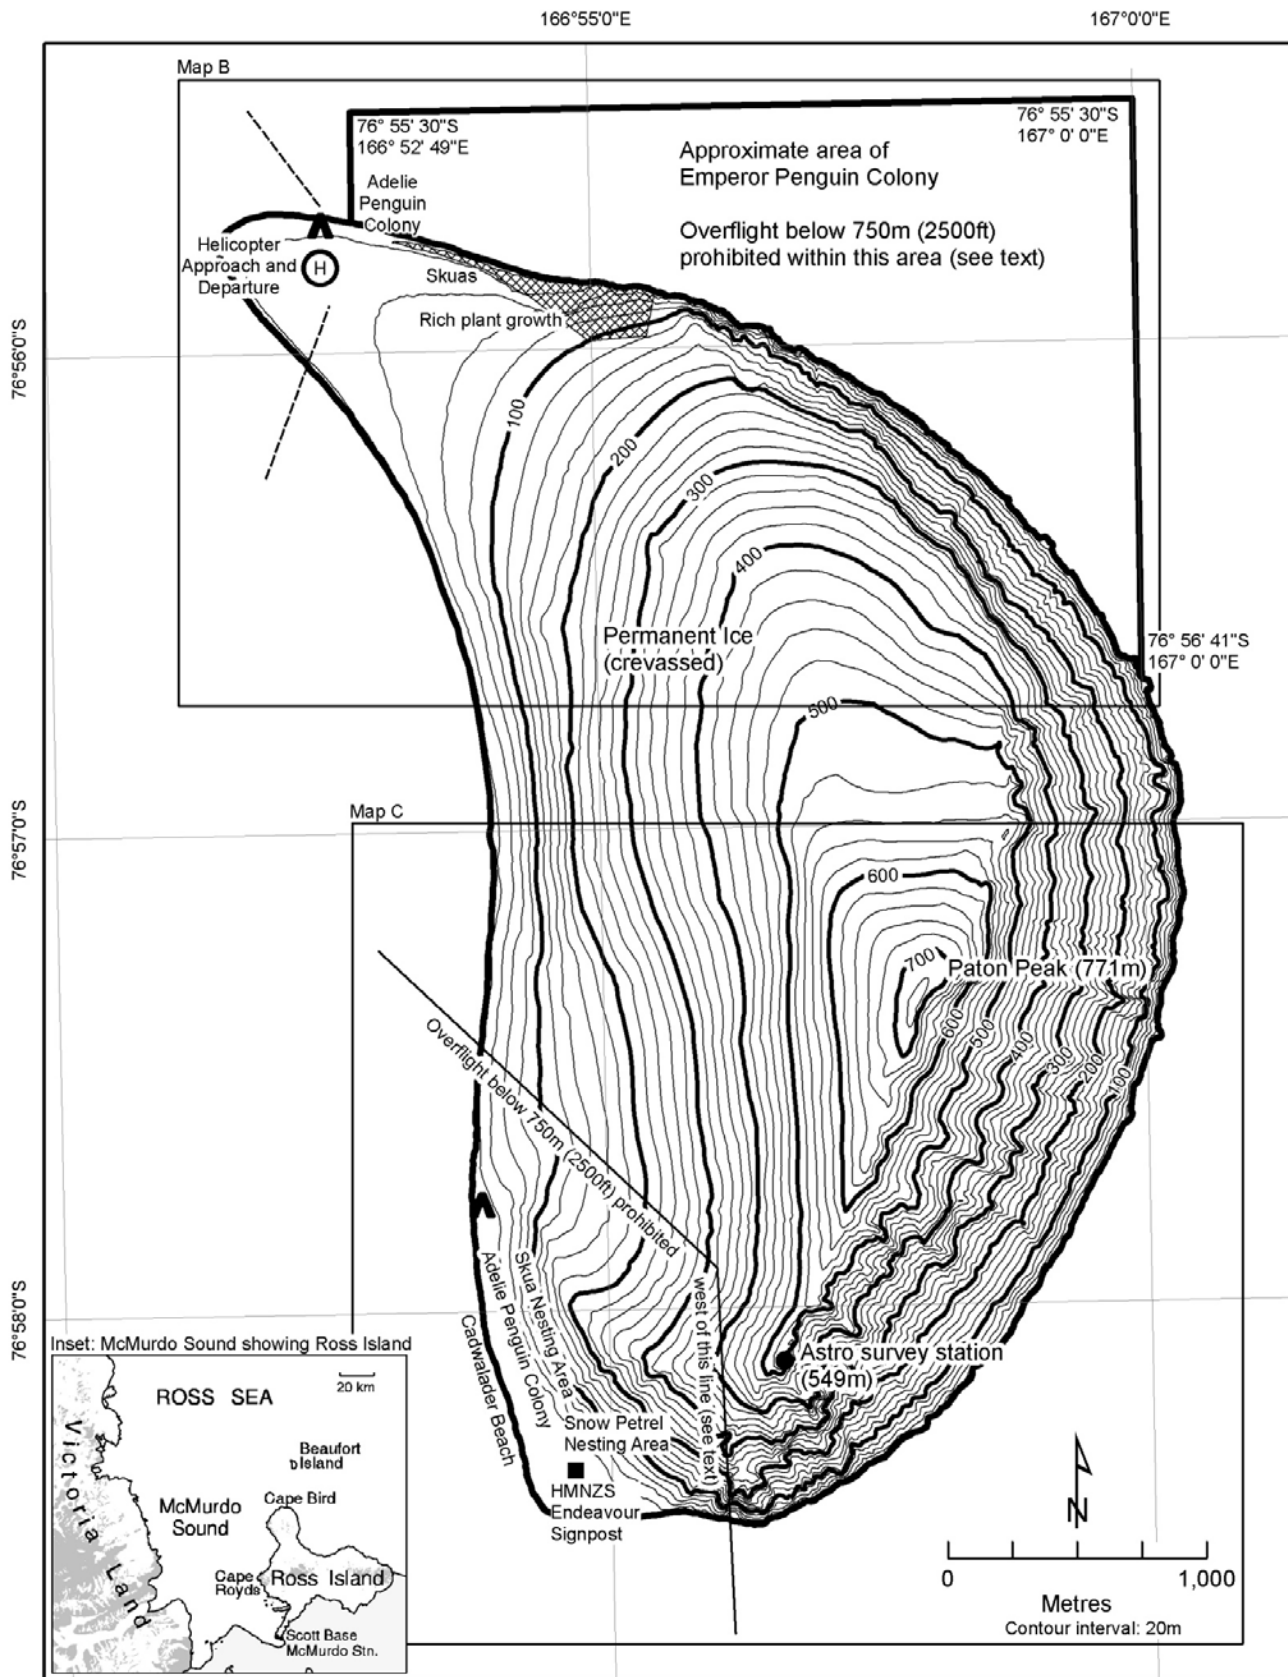 166°55'0"E
167°0'0"E
Map B
76° 55' 30"S
166° 52' 49"E
76° 55' 30"S
167° 0' 0"E
Approximate area of
Emperor Penguin Colony
Overflight below 750m (2500ft)
prohibited within this area (see text)
Adelie
Penguin
Colony
Helicopter
Approach and
Departure
H
Skuas
Rich plant growth
76°56'0"S
100
200
300
400
Permanent Ice
(crevassed)
76° 56' 41"S
167° 0' 0"E
500
Map C
76°57'0"S
600
700
Paton Peak (771m)
600
500
400
300
200
100
Overflight below 750m (2500ft) prohibited
west of this line (see text)
Skua Nesting Area
Adelie Penguin Colony
Cadwalader Beach
76°58'0"S
Astro survey station
(549m)
Snow Petrel
Nesting Area
HMNZS
Endeavour
Signpost
Inset: McMurdo Sound showing Ross Island
20 km
ROSS SEA
Victoria Land
Beaufort
Island
Cape Bird
McMurdo
Sound
Cape
Royds
Ross Island
Scott Base
McMurdo Stn.
N
0
1,000
Metres
Contour interval: 20m